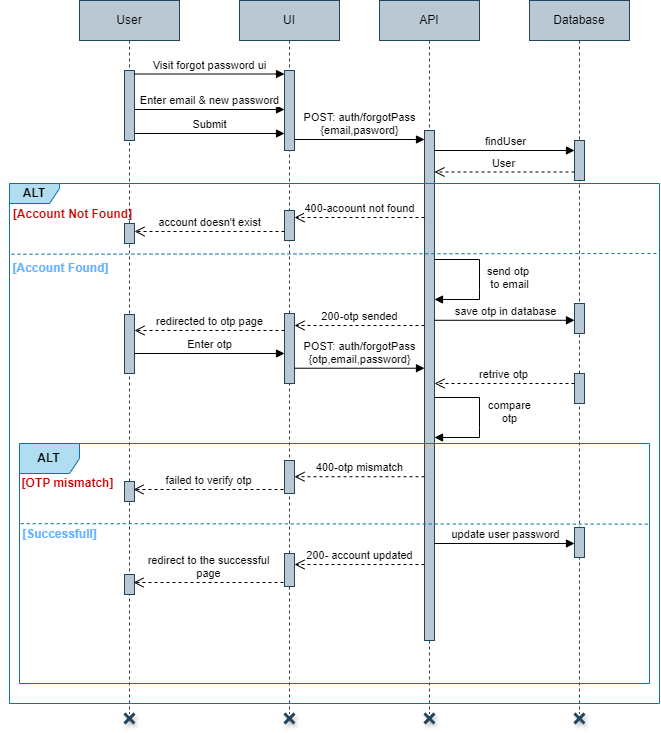 User
UI
API
Database
Visit forgot password ui
Enter email & new password
Submit
POST: auth/forgotPass
{email,pasword}
findUser
User
ALT
[Account Not Found]
400-acoount not found
account doesn't exist
[Account Found]
send otp
to email
save otp in database
200-otp sended
redirected to otp page
Enter otp
POST: auth/forgotPass
{otp,email,password}
retrive otp
compare
otp
ALT
[OTP mismatch]
400-otp mismatch
failed to verify otp
[Successfull]
update user password
200- account updated
redirect to the successful
page